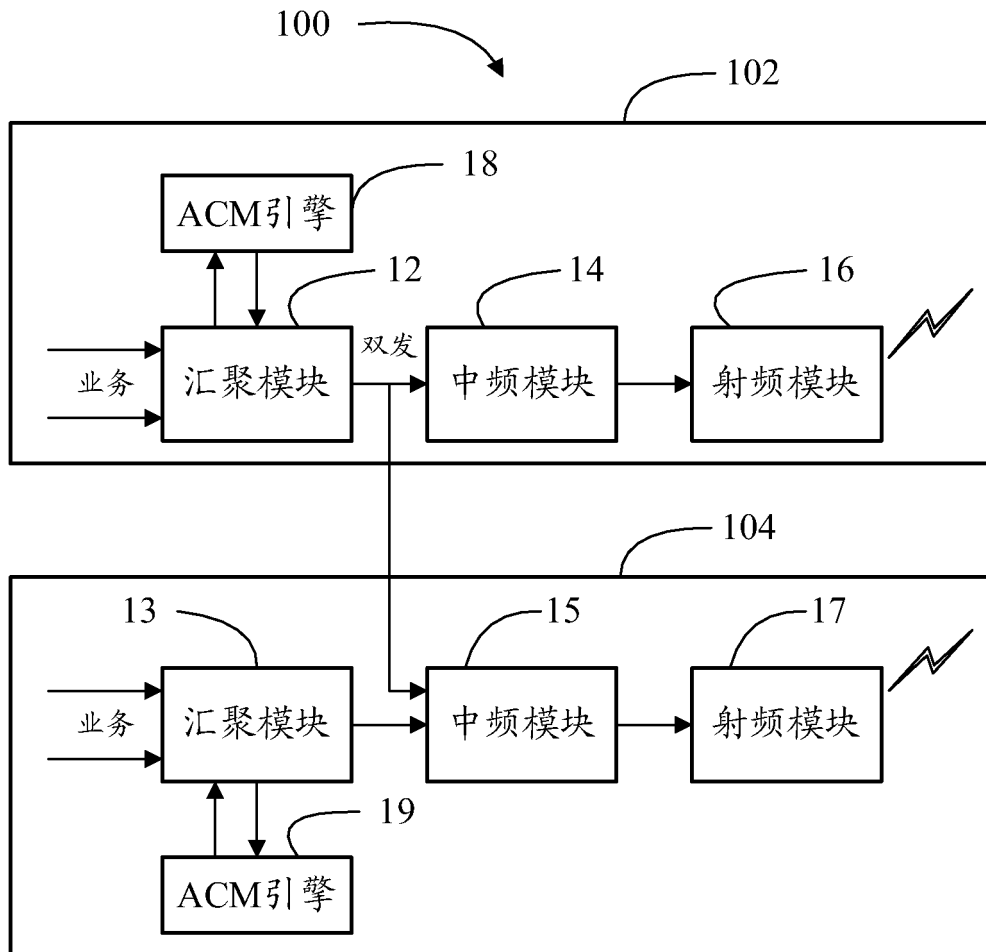 100
102
18
ACM引擎
12
14
16
双发
业务
汇聚模块
中频模块
射频模块
104
13
15
17
业务
汇聚模块
中频模块
射频模块
19
ACM引擎